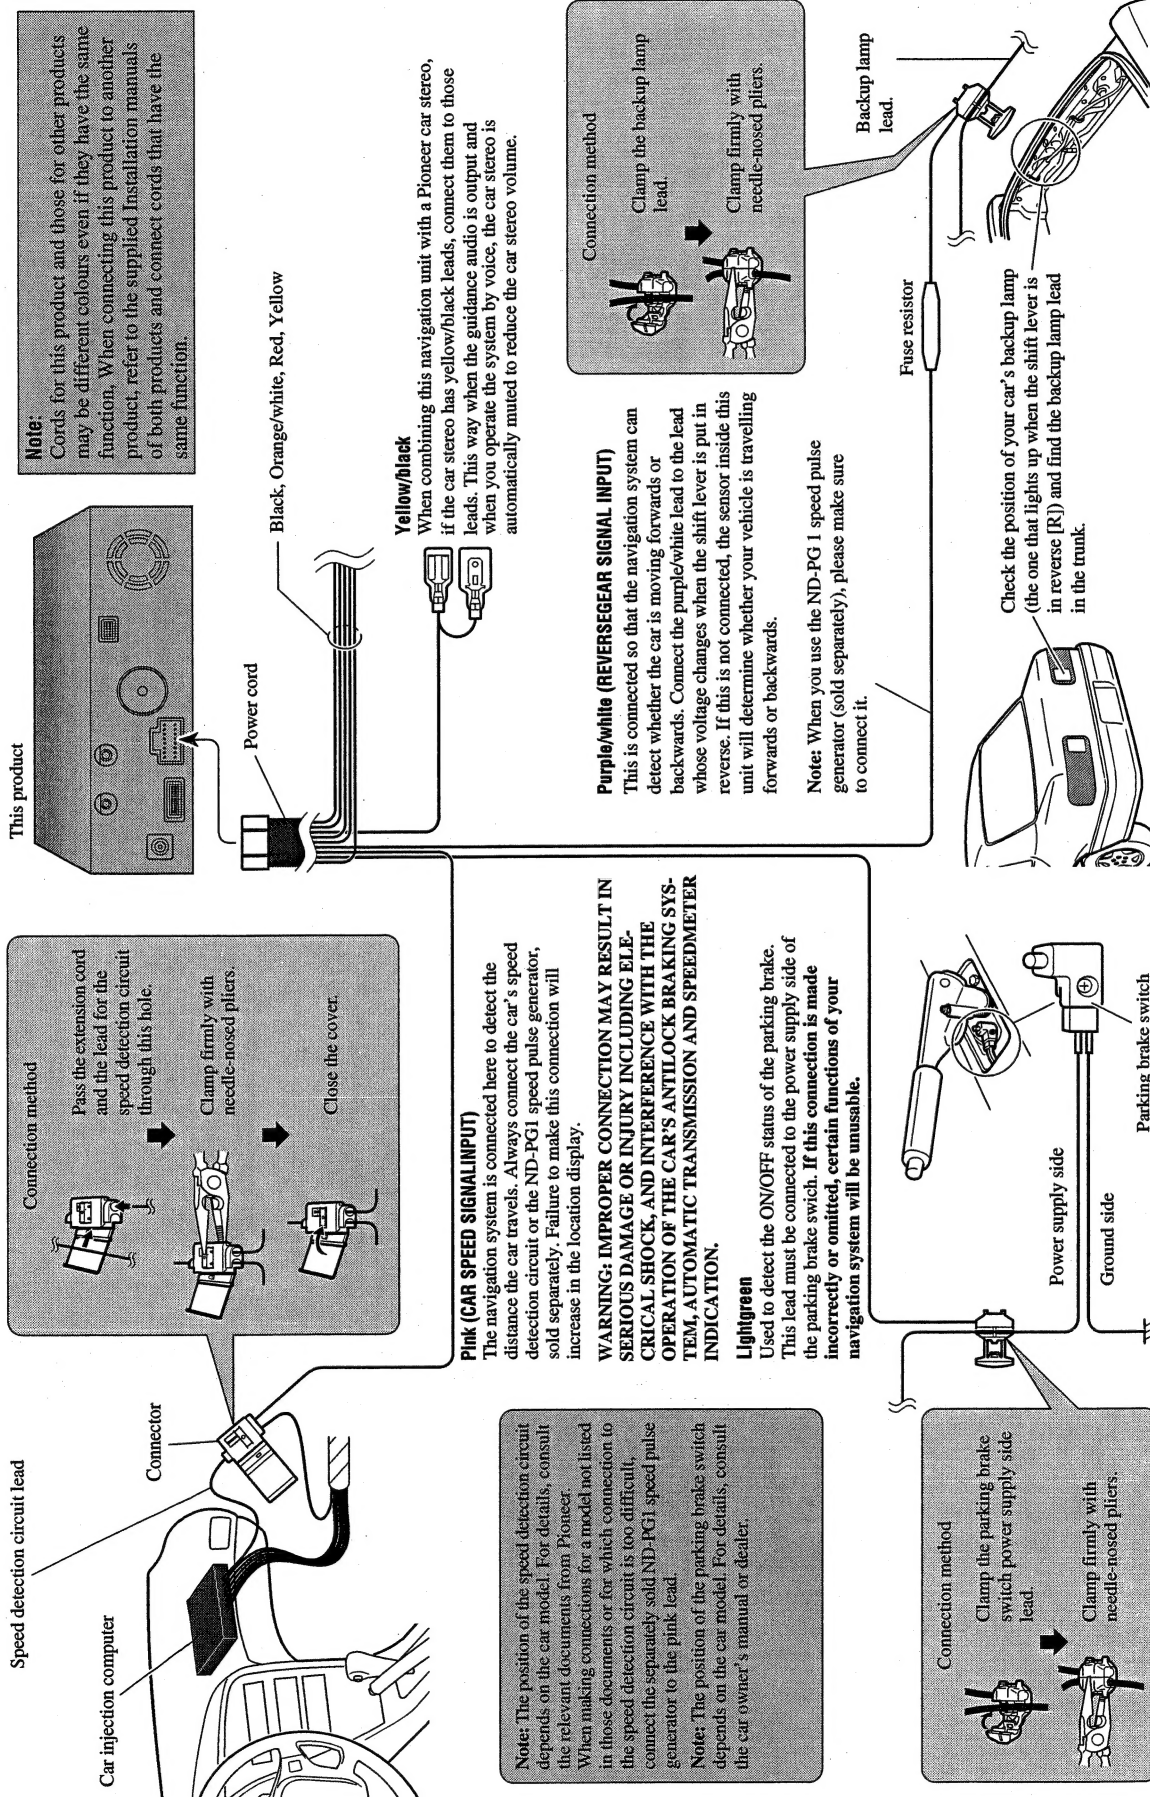 Speed detection circuit lead
Car injection computer
Connector
Connection method
Pass the extension cord
and the lead for the
speed detection circuit
through this hole.
Clamp firmly with
needle-nosed pliers.
Close the cover.
This product
Note:
Cords for this product and those for other products
may be different colours even if they have the same
function. When connecting this product to another
product, refer to the supplied Installation manuals
of both products and connect cords that have the
same function.
Power cord
Black, Orange/white, Red, Yellow
Yellow/black
When combining this navigation unit with a Pioneer car stereo,
if the car stereo has yellow/black leads, connect them to those
leads. This way when the guidance audio is output and
when you operate the system by voice, the car stereo is
automatically muted to reduce the car stereo volume.
Pink (CAR SPEED SIGNALINPUT)
The navigation system is connected here to detect the
distance the car travels. Always connect the car's speed
detection circuit or the ND-PG1 speed pulse generator,
sold separately. Failure to make this connection will
increase in the location display.
WARNING: IMPROPER CONNECTION MAY RESULT IN
SERIOUS DAMAGE OR INJURY INCLUDING ELE-
CRICAL SHOCK, AND INTERFERENCE WITH THE
OPERATION OF THE CAR'S ANTILOCK BRAKING SYS-
TEM, AUTOMATIC TRANSMISSION AND SPEEDMETER
INDICATION.
Lightgreen
Used to detect the ON/OFF status of the parking brake.
This lead must be connected to the power supply side of
the parking brake swich. If this connection is made
incorrectly or omitted, certain functions of your
navigation system will be unusable.
Note: The position of the speed detection circuit
depends on the car model. For details, consult
the relevant documents from Pioneer.
When making connections for a model not listed
in those documents or for which connection to
the speed detection circuit is too difficult,
connect the separately sold ND-PG1 speed pulse
generator to the pink lead.
Note: The position of the parking brake switch
depends on the car model. For details, consult
the car owner's manual or dealer.
Purple/white (REVERSEGEAR SIGNAL INPUT)
This is connected so that the navigation system can
detect whether the car is moving forwards or
backwards. Connect the purple/white lead to the lead
whose voltage changes when the shift lever is put in
reverse. If this is not connected, the sensor inside this
unit will determine whether your vehicle is travelling
forwards or backwards.
Note: When you use the ND-PG 1 speed pulse
generator (sold separately), please make sure
to connect it.
Connection method
Clamp the backup lamp
lead.
Clamp firmly with
needle-nosed pliers.
Fuse resistor
Backup lamp
lead.
Check the position of your car's backup lamp
(the one that lights up when the shift lever is
in reverse [R]) and find the backup lamp lead
in the trunk.
Connection method
Clamp the parking brake
switch power supply side
lead.
Clamp firmly with
needle-nosed pliers.
Power supply side
Ground side
Parking brake switch